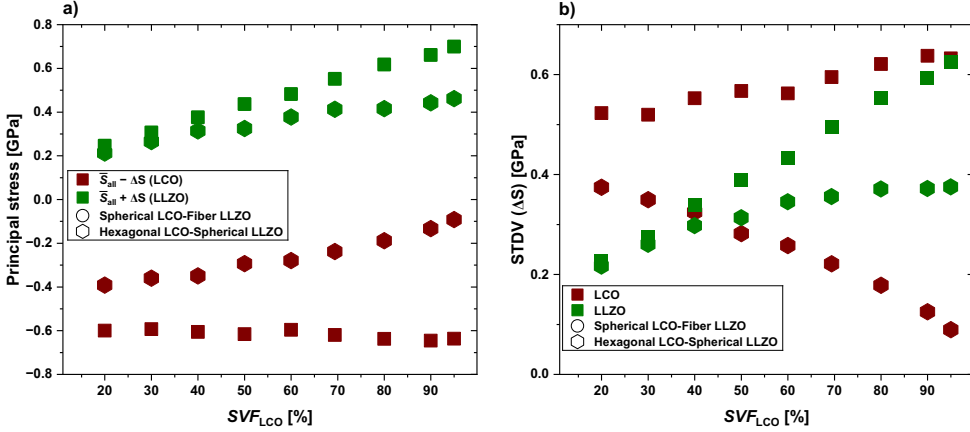 a)
Principal stress [GPa]
0.8
0.6
0.4
0.2
0.0
−0.2
−0.4
−0.6
−0.8
S̅all − ΔS (LCO)
S̅all + ΔS (LLZO)
Spherical LCO-Fiber LLZO
Hexagonal LCO-Spherical LLZO
20 30 40 50 60 70 80 90
SVFLCO [%]
b)
STDV (ΔS) [GPa]
0.6
0.4
0.2
0.0
LCO
LLZO
Spherical LCO-Fiber LLZO
Hexagonal LCO-Spherical LLZO
20 30 40 50 60 70 80 90
SVFLCO [%]